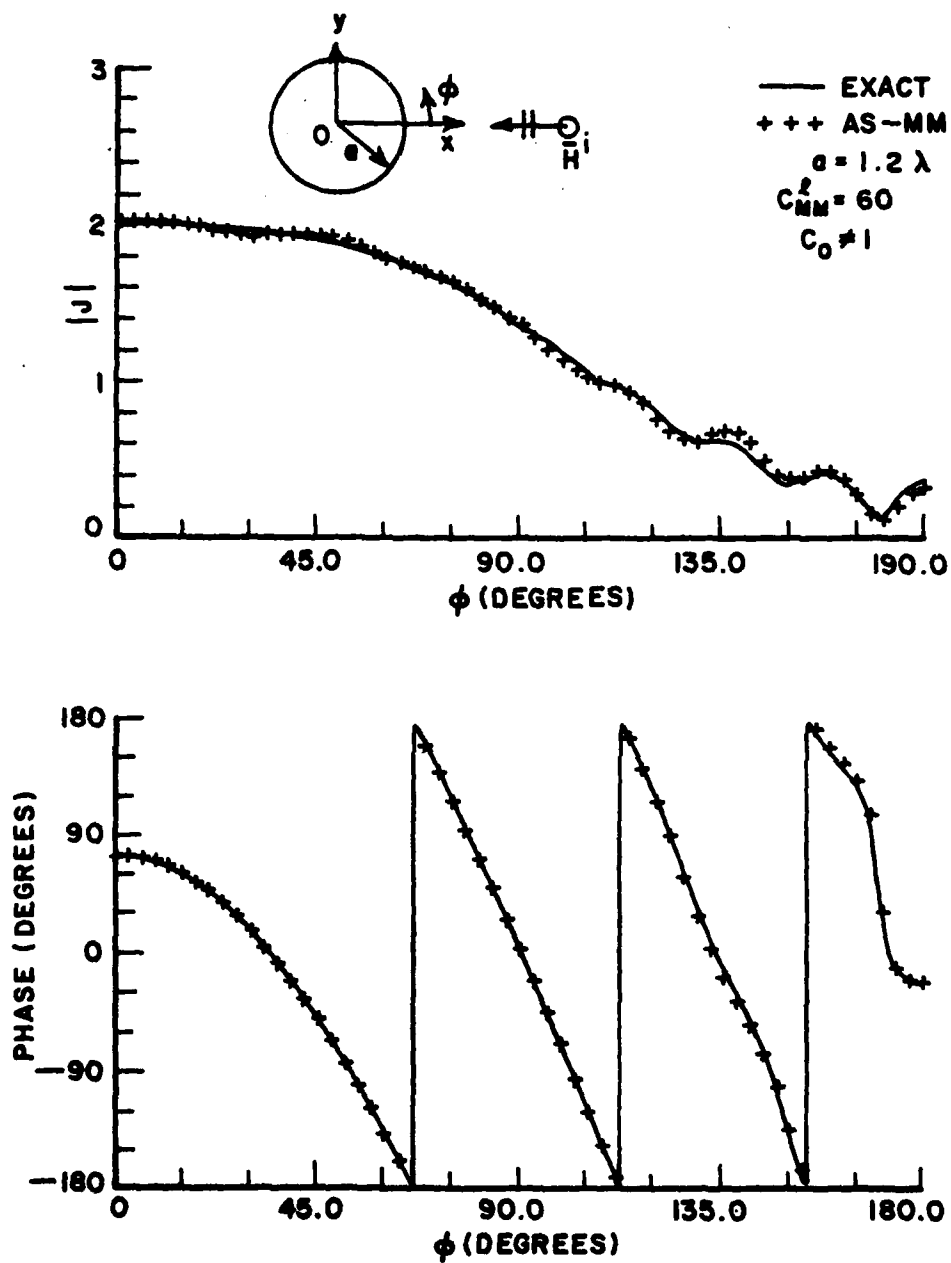 y
3
φ
—— EXACT
O
a
x
H̄ⁱ
+ + + AS-MM
a = 1.2 λ
C^ℓ_MM = 60
C_O ≠ 1
2
|J|
1
0
0 45.0 90.0 135.0 190.0
φ (DEGREES)
180
90
PHASE (DEGREES)
0
-90
-180
0 45.0 90.0 135.0 180.0
φ (DEGREES)